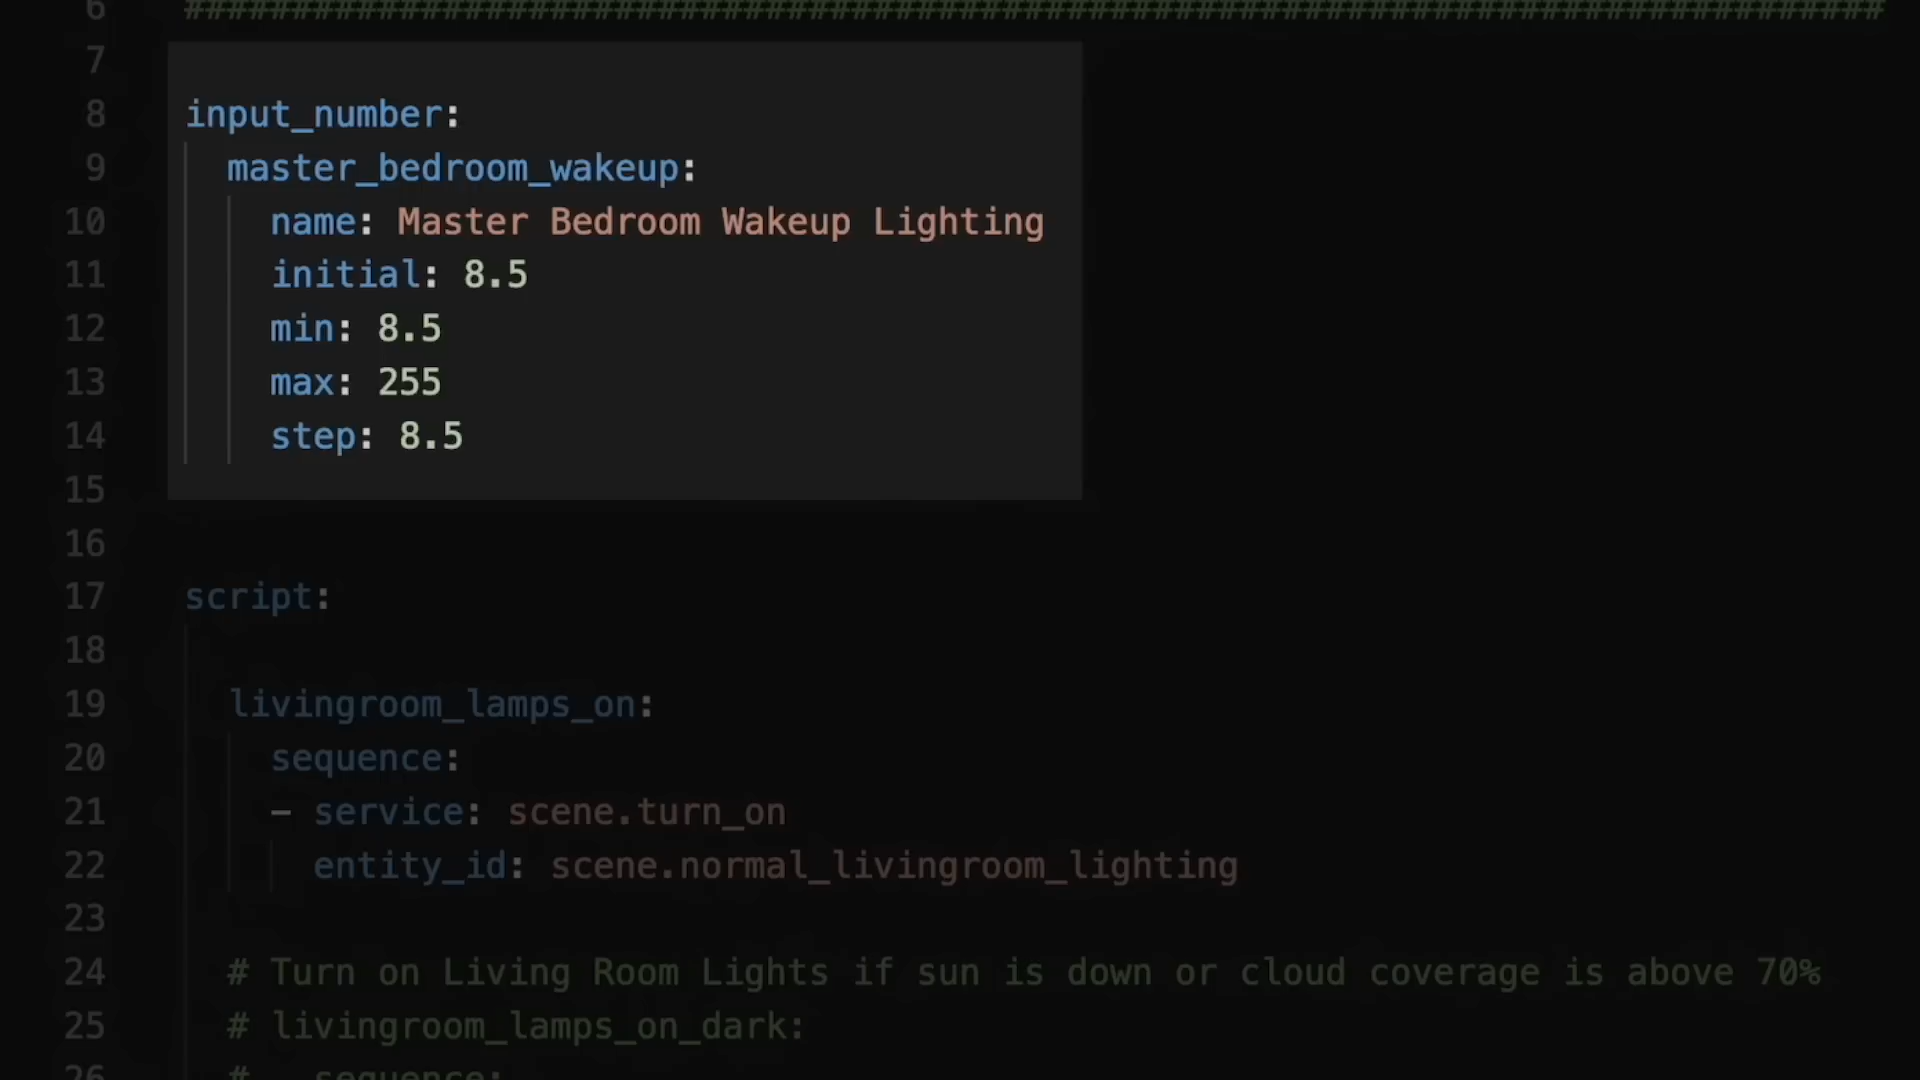 6 ################################################################################
7
8 input_number:
9 master_bedroom_wakeup:
10 name: Master Bedroom Wakeup Lighting
11 initial: 8.5
12 min: 8.5
13 max: 255
14 step: 8.5
15
16
17 script:
18
19 livingroom_lamps_on:
20 sequence:
21 - service: scene.turn_on
22 entity_id: scene.normal_livingroom_lighting
23
24 # Turn on Living Room Lights if sun is down or cloud coverage is above 70%
25 # livingroom_lamps_on_dark:
26 # sequence: